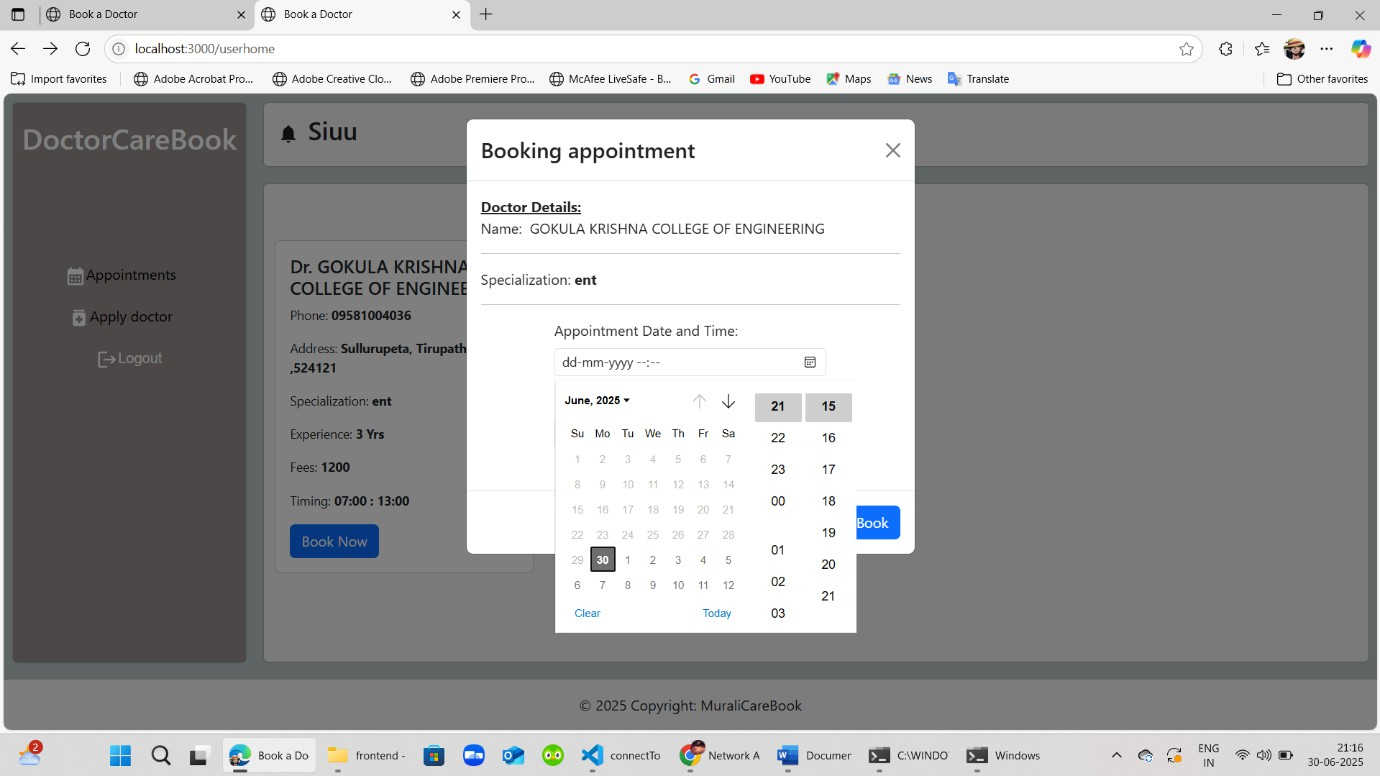 Book a Doctor
Book a Doctor
localhost:3000/userhome
Import favorites
Adobe Acrobat Pro...
Adobe Creative Clo...
Adobe Premiere Pro...
McAfee LiveSafe - B...
Gmail
YouTube
Maps
News
Translate
Other favorites
DoctorCareBook
Appointments
Apply doctor
Logout
Siuu
Dr. GOKULA KRISHNA
COLLEGE OF ENGINEE
Phone: 09581004036
Address: Sullurupeta, Tirupath
,524121
Specialization: ent
Experience: 3 Yrs
Fees: 1200
Timing: 07:00 : 13:00
Book Now
Booking appointment
Doctor Details:
Name: GOKULA KRISHNA COLLEGE OF ENGINEERING
Specialization: ent
Appointment Date and Time:
dd-mm-yyyy --:--
June, 2025
Su Mo Tu We Th Fr Sa
1 2 3 4 5 6 7
8 9 10 11 12 13 14
15 16 17 18 19 20 21
22 23 24 25 26 27 28
29 30 1 2 3 4 5
6 7 8 9 10 11 12
Clear Today
21 15
22 16
23 17
00 18
19
01
20
02
21
03
Book
© 2025 Copyright: MuraliCareBook
2
Book a Do
frontend -
connectTo
Network A
Documer
C:\WINDO
Windows
ENG
IN
21:16
30-06-2025